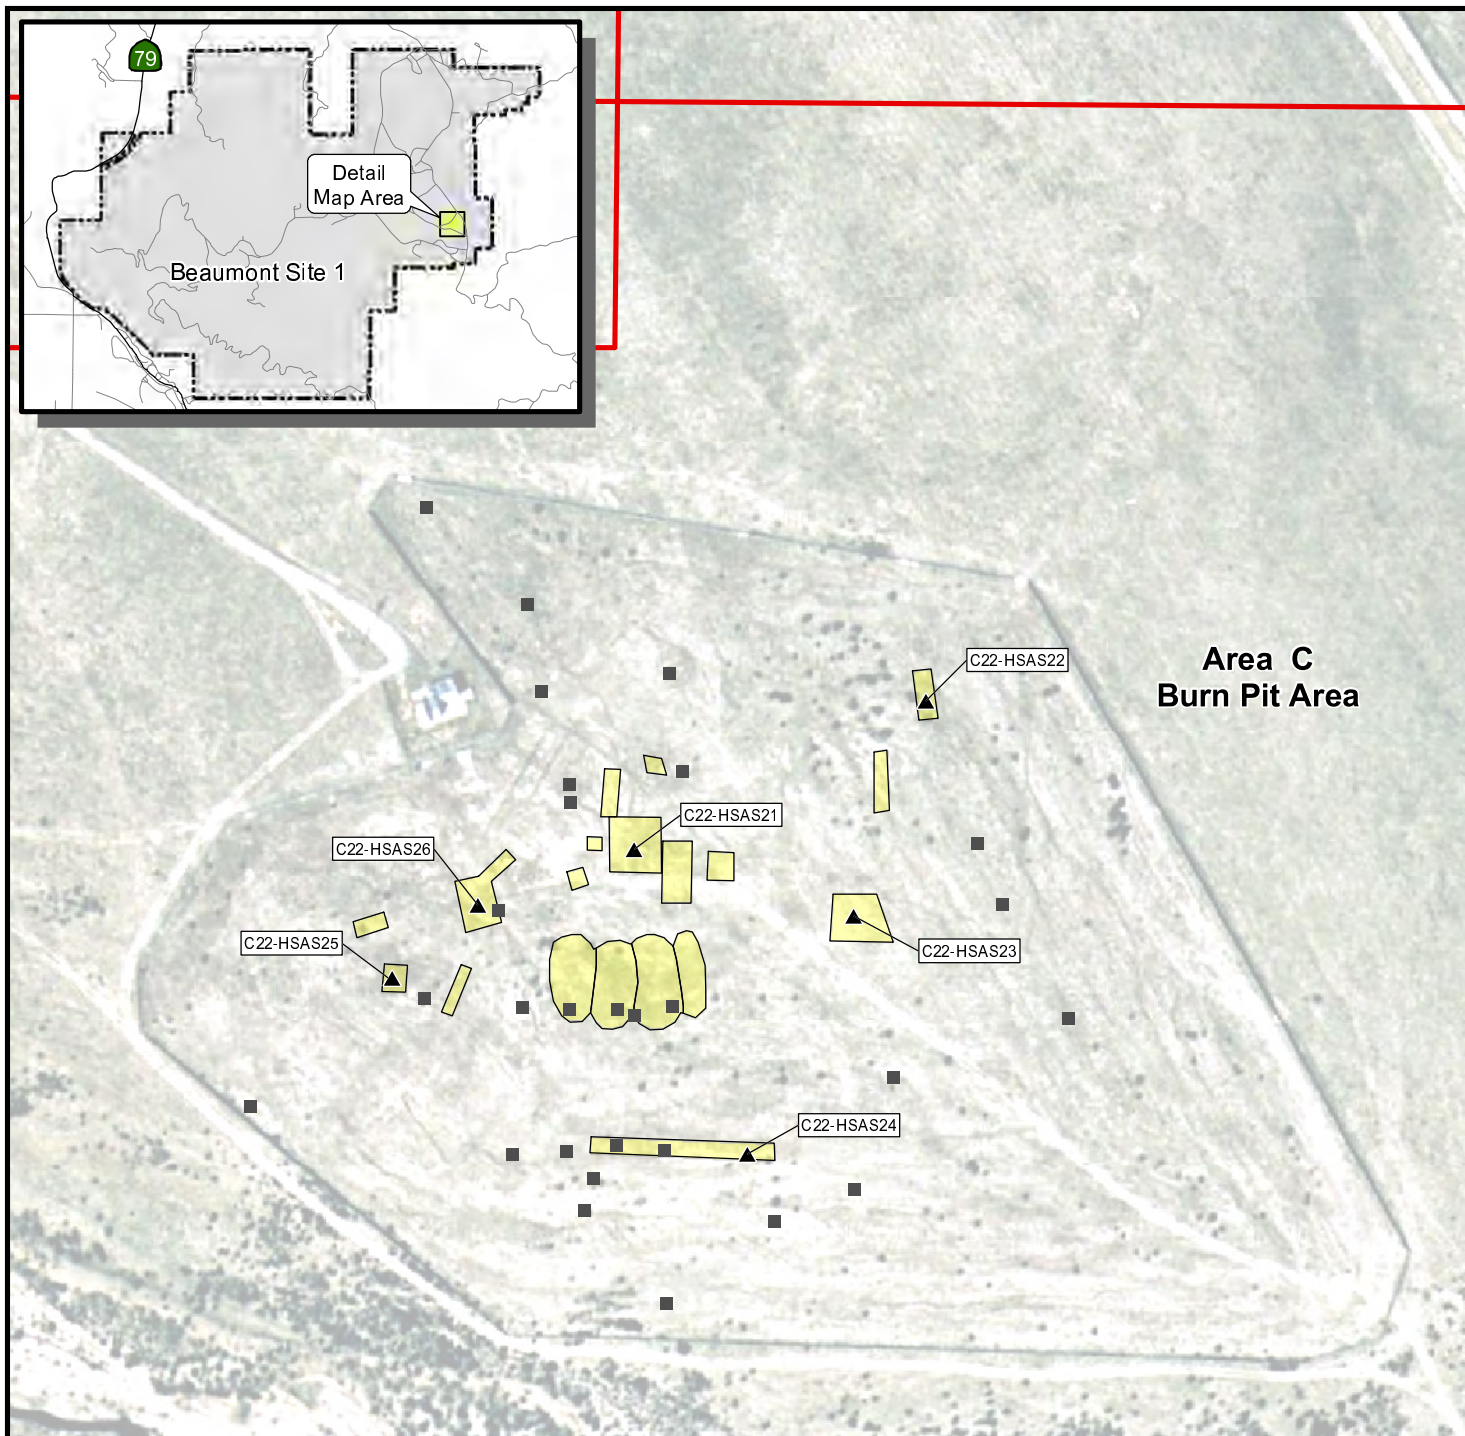 79
Detail
Map Area
Beaumont Site 1
C22-HSAS22
Area C
Burn Pit Area
C22-HSAS21
C22-HSAS26
C22-HSAS25
C22-HSAS23
C22-HSAS24